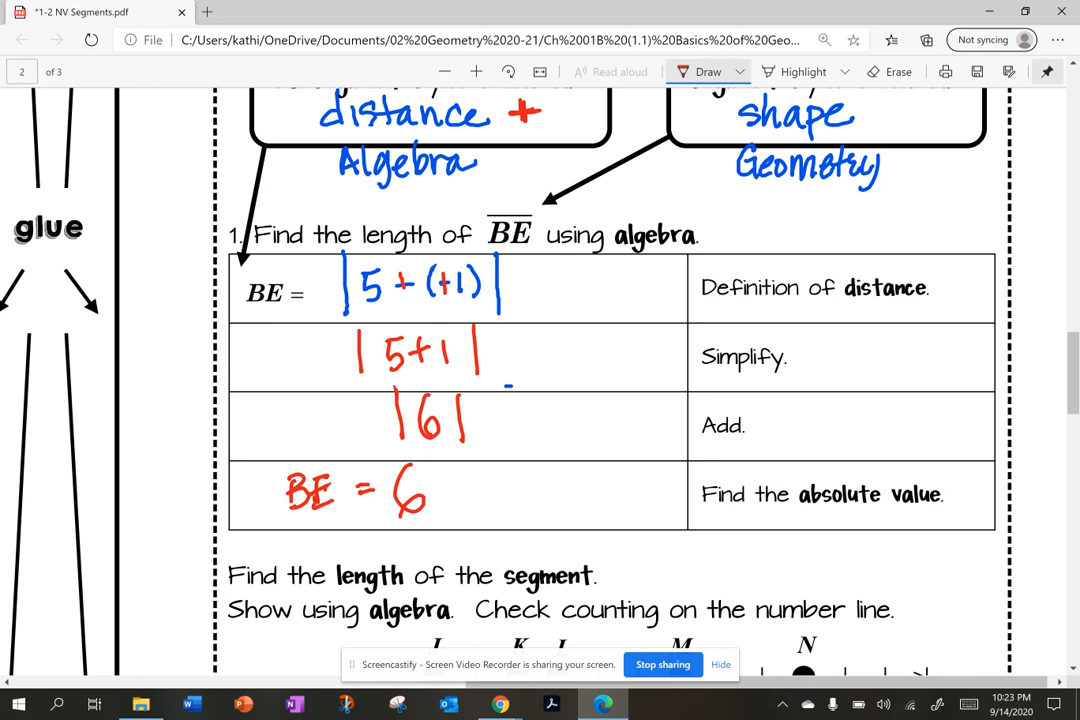 *1-2 NV Segments.pdf
File C:/Users/kathi/OneDrive/Documents/02%20Geometry%2020-21/Ch%2001B%20(1.1)%20Basics%20of%20Geo... Not syncing
2 of 3 Read aloud Draw Highlight Erase
distance + shape
Algebra Geometry
glue
1. Find the length of BE using algebra.
BE = |5 + (+1)| Definition of distance.
|5+1| Simplify.
|6| Add.
BE = 6 Find the absolute value.
Find the length of the segment.
Show using algebra. Check counting on the number line.
K M N
Screencastify - Screen Video Recorder is sharing your screen. Stop sharing Hide
10:23 PM
9/14/2020